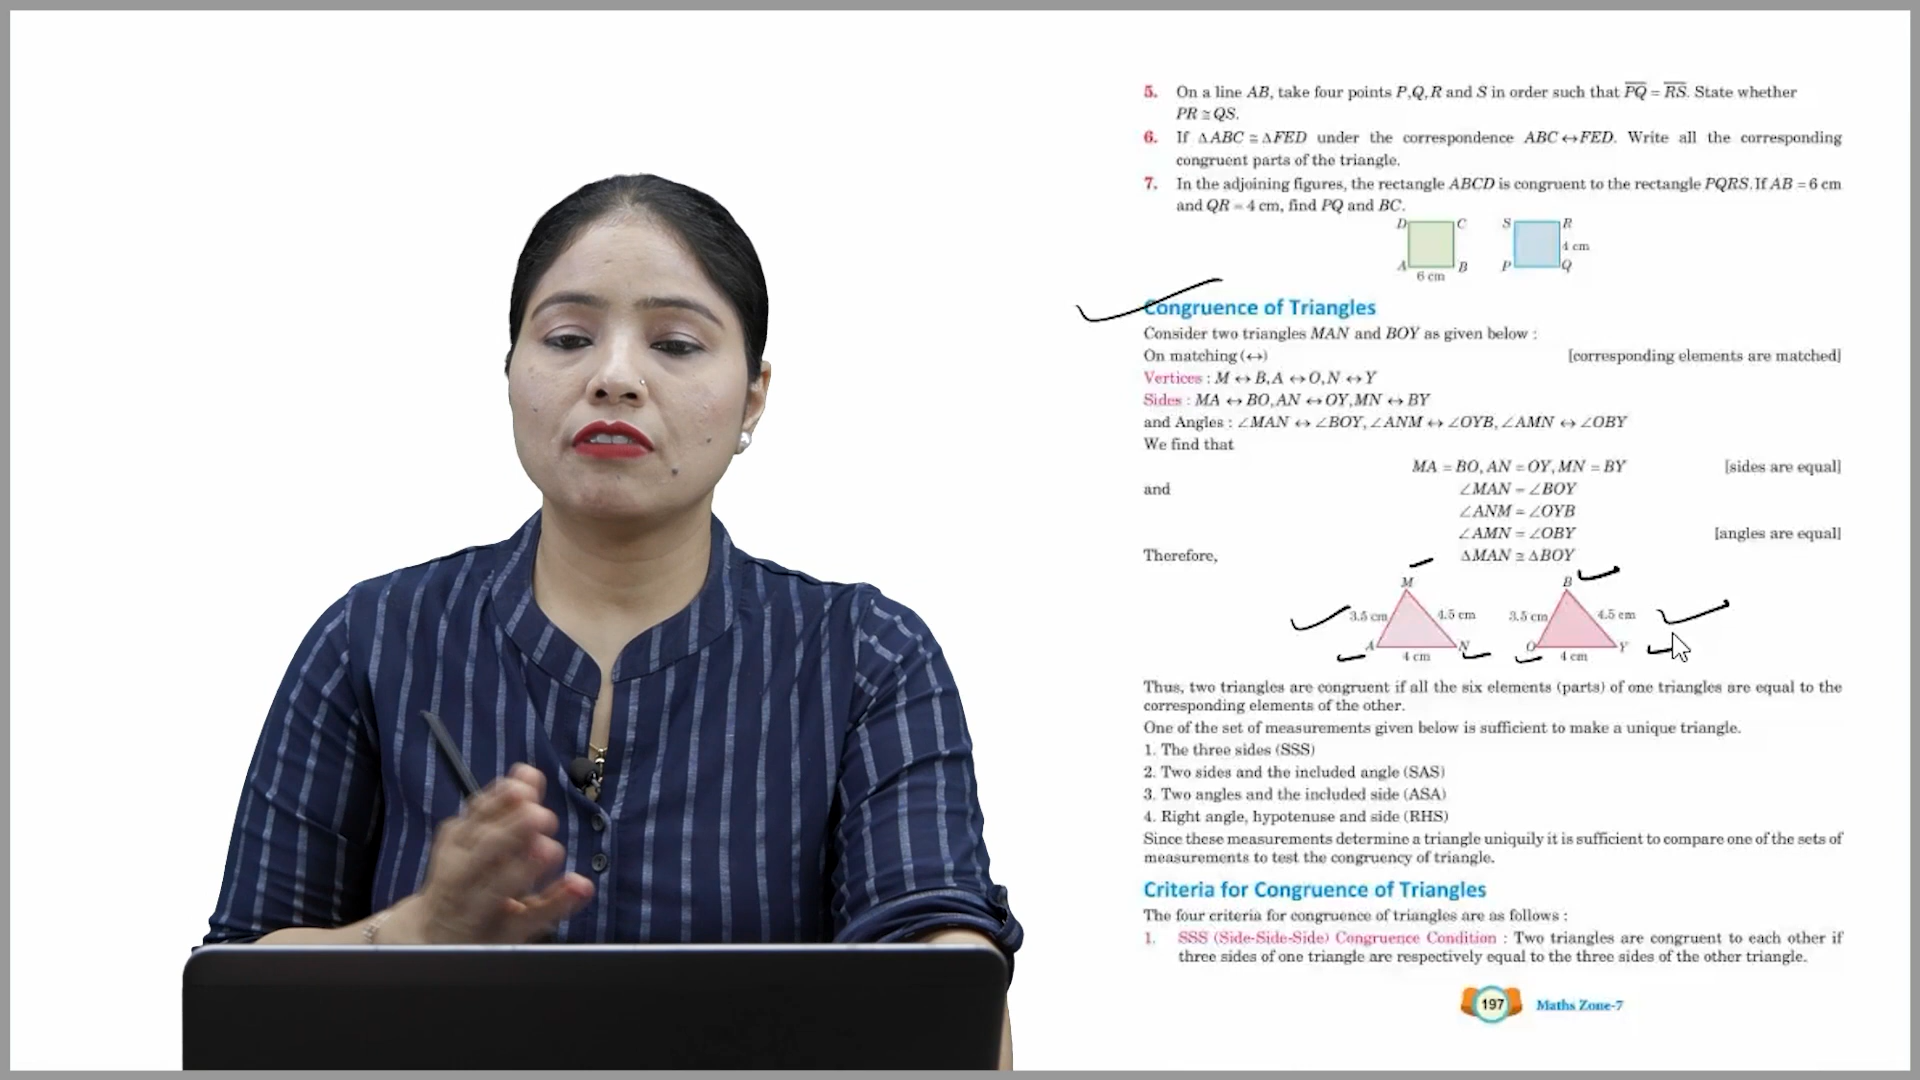 5. On a line AB, take four points P,Q,R and S in order such that P̅Q̅ = R̅S̅. State whether
PR ≅ QS.
6. If ΔABC ≅ ΔFED under the correspondence ABC ↔ FED. Write all the corresponding
congruent parts of the triangle.
7. In the adjoining figures, the rectangle ABCD is congruent to the rectangle PQRS. If AB = 6 cm
and QR = 4 cm, find PQ and BC.
D C S R
4 cm
A B P Q
6 cm
Congruence of Triangles
Consider two triangles MAN and BOY as given below :
On matching (↔) [corresponding elements are matched]
Vertices : M ↔ B, A ↔ O, N ↔ Y
Sides : MA ↔ BO, AN ↔ OY, MN ↔ BY
and Angles : ∠MAN ↔ ∠BOY, ∠ANM ↔ ∠OYB, ∠AMN ↔ ∠OBY
We find that
MA = BO, AN = OY, MN = BY [sides are equal]
and ∠MAN = ∠BOY
∠ANM = ∠OYB
∠AMN = ∠OBY [angles are equal]
Therefore, ΔMAN ≅ ΔBOY
M B
3.5 cm 4.5 cm 3.5 cm 4.5 cm
A N O Y
4 cm 4 cm
Thus, two triangles are congruent if all the six elements (parts) of one triangles are equal to the
corresponding elements of the other.
One of the set of measurements given below is sufficient to make a unique triangle.
1. The three sides (SSS)
2. Two sides and the included angle (SAS)
3. Two angles and the included side (ASA)
4. Right angle, hypotenuse and side (RHS)
Since these measurements determine a triangle uniquily it is sufficient to compare one of the sets of
measurements to test the congruency of triangle.
Criteria for Congruence of Triangles
The four criteria for congruence of triangles are as follows :
1. SSS (Side-Side-Side) Congruence Condition : Two triangles are congruent to each other if
three sides of one triangle are respectively equal to the three sides of the other triangle.
197 Maths Zone-7